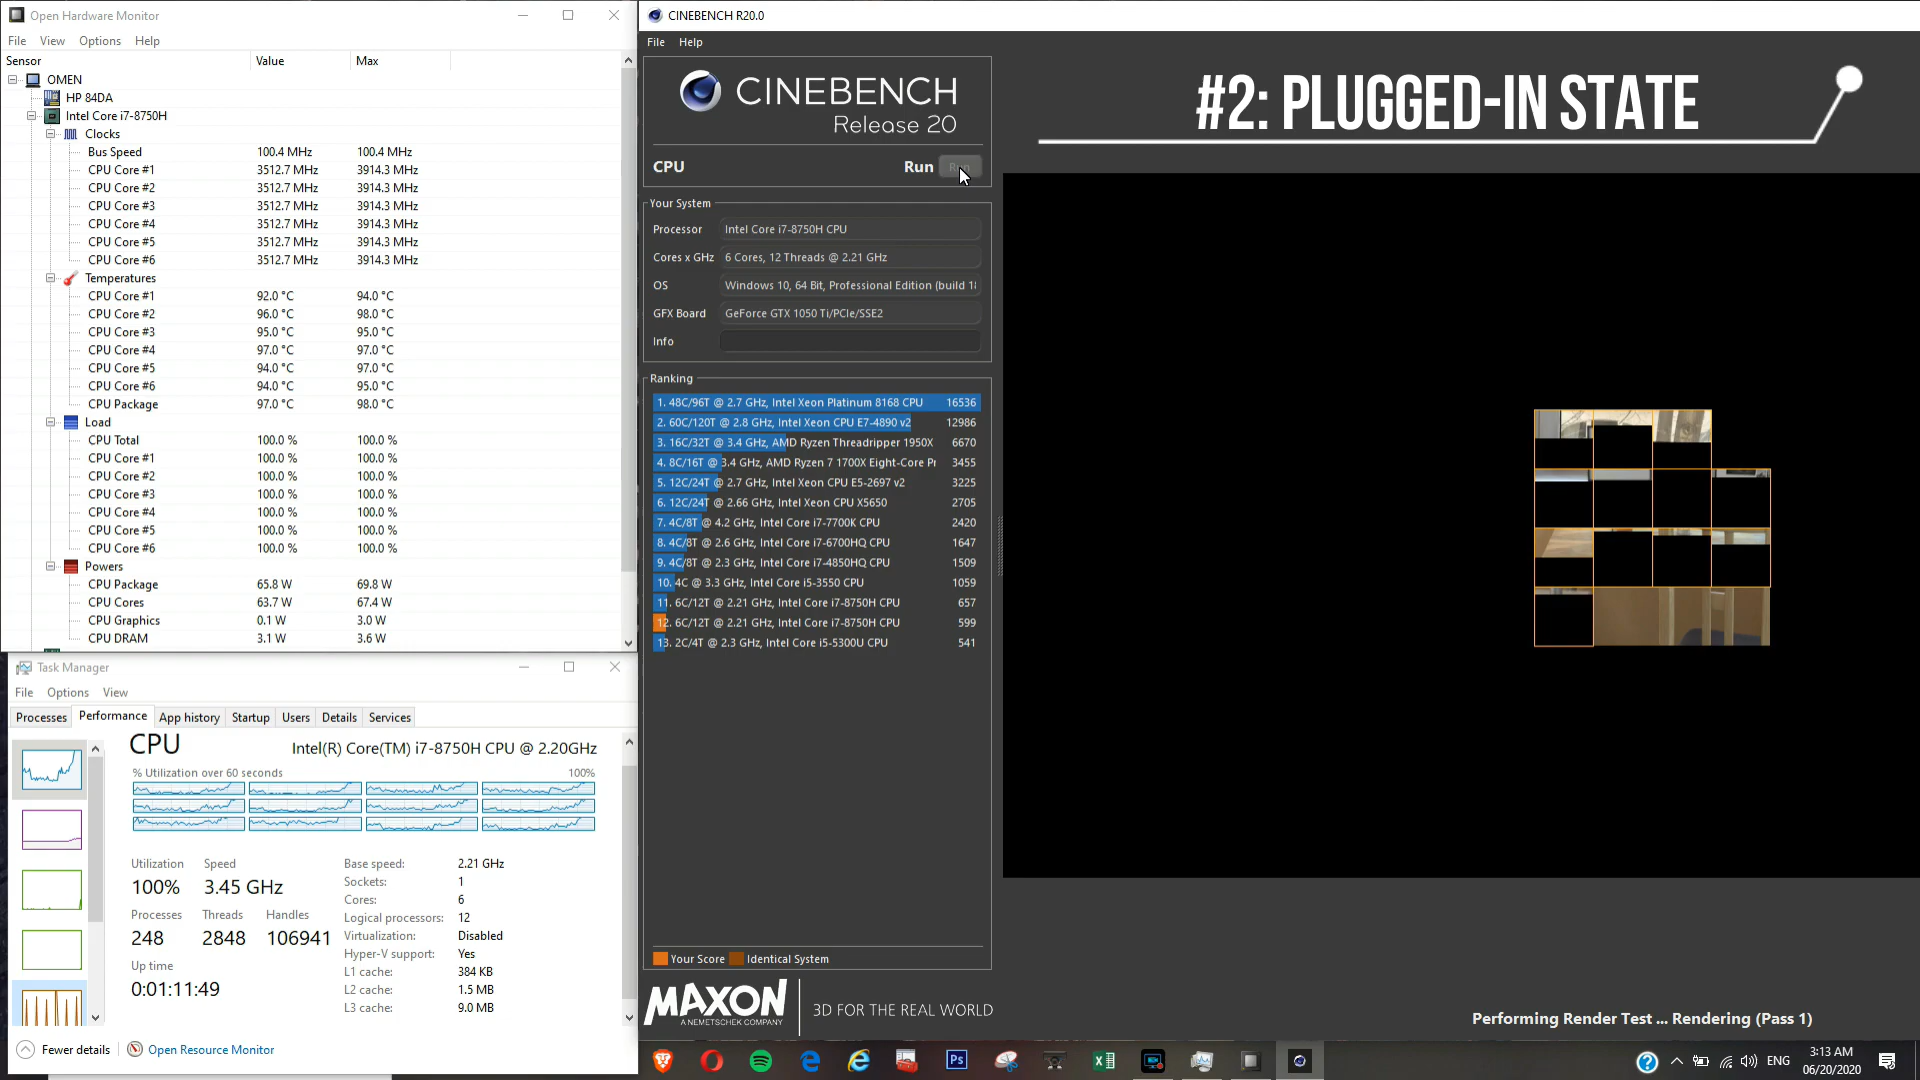 Open Hardware Monitor
File View Options Help
Sensor Value Max
OMEN
HP 84DA
Intel Core i7-8750H
Clocks
Bus Speed 100.4 MHz 100.4 MHz
CPU Core #1 3512.7 MHz 3914.3 MHz
CPU Core #2 3512.7 MHz 3914.3 MHz
CPU Core #3 3512.7 MHz 3914.3 MHz
CPU Core #4 3512.7 MHz 3914.3 MHz
CPU Core #5 3512.7 MHz 3914.3 MHz
CPU Core #6 3512.7 MHz 3914.3 MHz
Temperatures
CPU Core #1 92.0 °C 94.0 °C
CPU Core #2 96.0 °C 98.0 °C
CPU Core #3 95.0 °C 95.0 °C
CPU Core #4 97.0 °C 97.0 °C
CPU Core #5 94.0 °C 97.0 °C
CPU Core #6 94.0 °C 95.0 °C
CPU Package 97.0 °C 98.0 °C
Load
CPU Total 100.0 % 100.0 %
CPU Core #1 100.0 % 100.0 %
CPU Core #2 100.0 % 100.0 %
CPU Core #3 100.0 % 100.0 %
CPU Core #4 100.0 % 100.0 %
CPU Core #5 100.0 % 100.0 %
CPU Core #6 100.0 % 100.0 %
Powers
CPU Package 65.8 W 69.8 W
CPU Cores 63.7 W 67.4 W
CPU Graphics 0.1 W 3.0 W
CPU DRAM 3.1 W 3.6 W
Task Manager
File Options View
Processes Performance App history Startup Users Details Services
CPU Intel(R) Core(TM) i7-8750H CPU @ 2.20GHz
% Utilization over 60 seconds 100%
Utilization Speed
100% 3.45 GHz
Processes Threads Handles
248 2848 106941
Up time
0:01:11:49
Base speed: 2.21 GHz
Sockets: 1
Cores: 6
Logical processors: 12
Virtualization: Disabled
Hyper-V support: Yes
L1 cache: 384 KB
L2 cache: 1.5 MB
L3 cache: 9.0 MB
Fewer details Open Resource Monitor
CINEBENCH R20.0
File Help
CINEBENCH
Release 20
CPU Run Run
Your System
Processor Intel Core i7-8750H CPU
Cores x GHz 6 Cores, 12 Threads @ 2.21 GHz
OS Windows 10, 64 Bit, Professional Edition (build 18
GFX Board GeForce GTX 1050 Ti/PCIe/SSE2
Info
Ranking
1. 48C/96T @ 2.7 GHz, Intel Xeon Platinum 8168 CPU 16536
2. 60C/120T @ 2.8 GHz, Intel Xeon CPU E7-4890 v2 12986
3. 16C/32T @ 3.4 GHz, AMD Ryzen Threadripper 1950X 6670
4. 8C/16T @ 3.4 GHz, AMD Ryzen 7 1700X Eight-Core Pr 3455
5. 12C/24T @ 2.7 GHz, Intel Xeon CPU E5-2697 v2 3225
6. 12C/24T @ 2.66 GHz, Intel Xeon CPU X5650 2705
7. 4C/8T @ 4.2 GHz, Intel Core i7-7700K CPU 2420
8. 4C/8T @ 2.6 GHz, Intel Core i7-6700HQ CPU 1647
9. 4C/8T @ 2.3 GHz, Intel Core i7-4850HQ CPU 1509
10. 4C @ 3.3 GHz, Intel Core i5-3550 CPU 1059
11. 6C/12T @ 2.21 GHz, Intel Core i7-8750H CPU 657
12. 6C/12T @ 2.21 GHz, Intel Core i7-8750H CPU 599
13. 2C/4T @ 2.3 GHz, Intel Core i5-5300U CPU 541
Your Score Identical System
MAXON
A NEMETSCHEK COMPANY
3D FOR THE REAL WORLD
#2: PLUGGED-IN STATE
Performing Render Test ... Rendering (Pass 1)
Ps
ENG
3:13 AM
06/20/2020